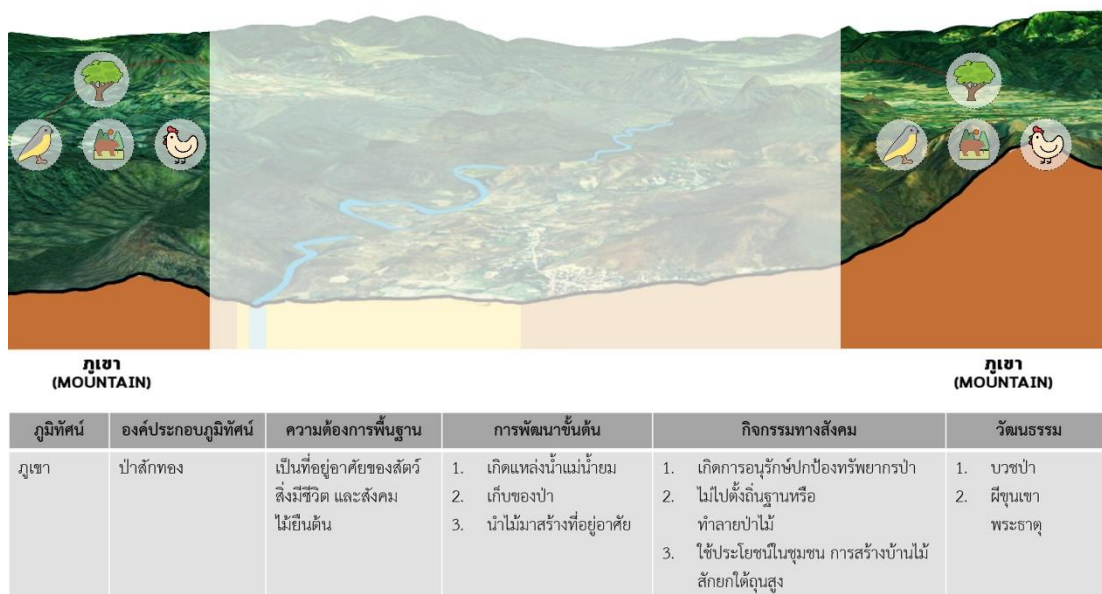 ภูเขา
(MOUNTAIN)
ภูเขา
(MOUNTAIN)
ภูมิทัศน์ องค์ประกอบภูมิทัศน์ ความต้องการพื้นฐาน การพัฒนาขั้นต้น กิจกรรมทางสังคม วัฒนธรรม
ภูเขา
ป่าสักทอง
เป็นที่อยู่อาศัยของสัตว์
สิ่งมีชีวิต และสังคม
ไม้ยืนต้น
1. เกิดแหล่งน้ำแม่น้ำยม
2. เก็บของป่า
3. นำไม้มาสร้างที่อยู่อาศัย
1. เกิดการอนุรักษ์ปกป้องทรัพยากรป่า
2. ไม่ไปตั้งถิ่นฐานหรือ
ทำลายป่าไม้
3. ใช้ประโยชน์ในชุมชน การสร้างบ้านไม้
สักยกใต้ถุนสูง
1. บวชป่า
2. ผีขุนเขา
พระธาตุ